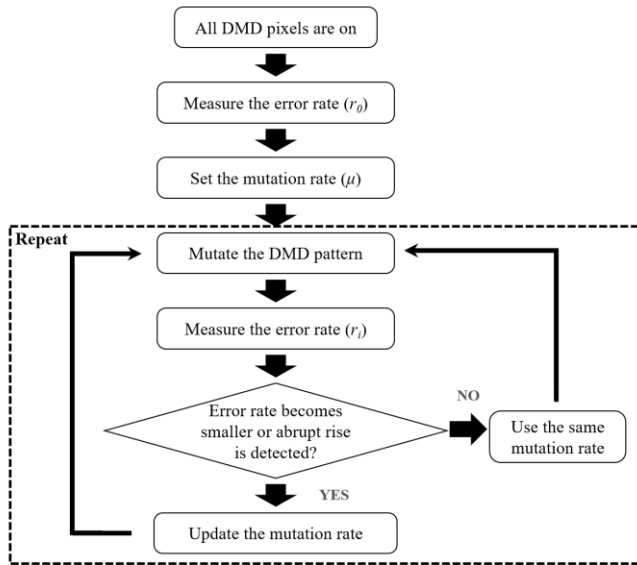 All DMD pixels are on
Measure the error rate (r0)
Set the mutation rate (μ)
Repeat
Mutate the DMD pattern
Measure the error rate (ri)
Error rate becomes
smaller or abrupt rise
is detected?
NO
Use the same
mutation rate
YES
Update the mutation rate